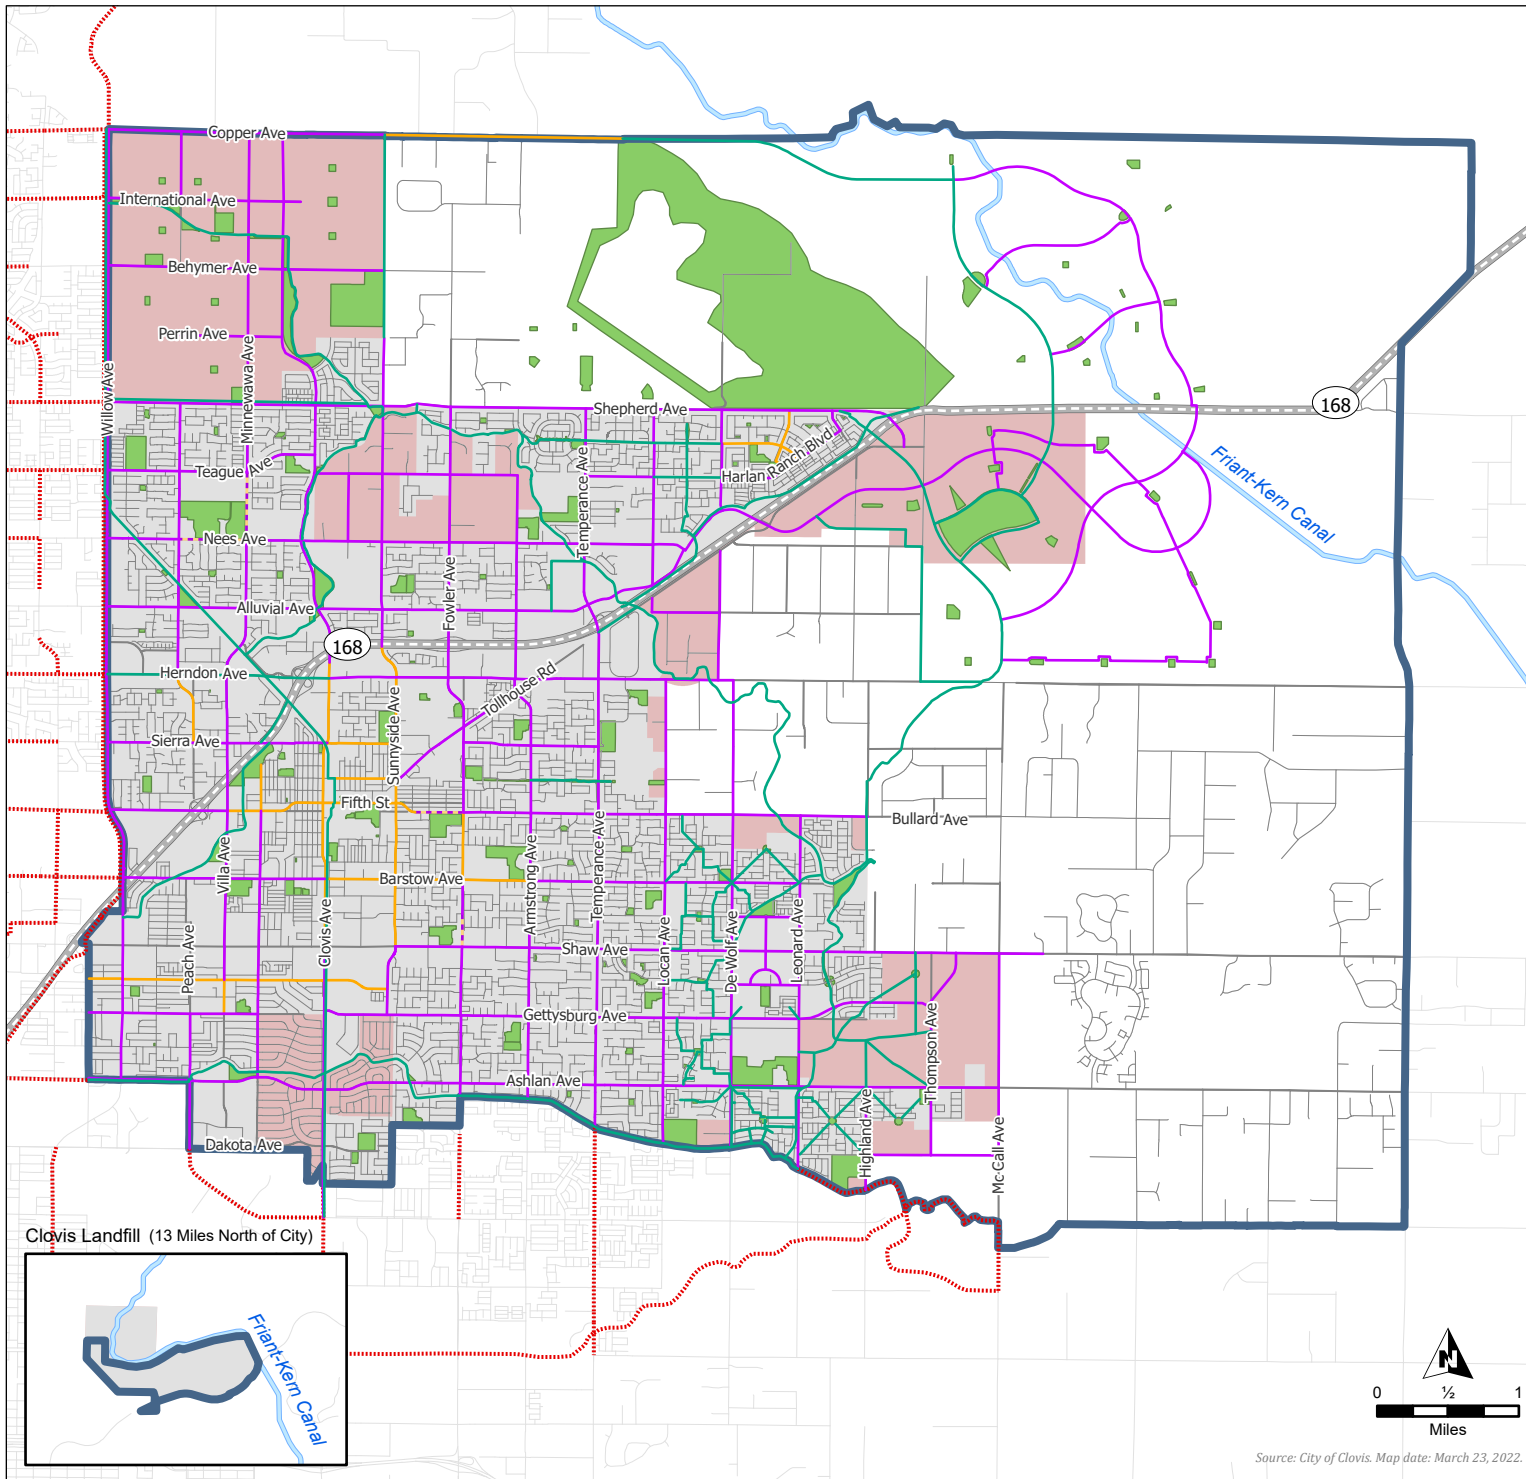 Copper Ave
International Ave
Behymer Ave
Perrin Ave
Willow Ave
Minnewawa Ave
Shepherd Ave
168
Teague Ave
Harlan Ranch Blvd
Temperance Ave
Friant-Kern Canal
Nees Ave
Fowler Ave
Alluvial Ave
168
Herndon Ave
Tollhouse Rd
Sunnyside Ave
Sierra Ave
Fifth St
Bullard Ave
Villa Ave
Barstow Ave
Armstrong Ave
Temperance Ave
Peach Ave
Clovis Ave
Shaw Ave
Locan Ave
De Wolf Ave
Leonard Ave
Gettysburg Ave
Thompson Ave
Ashlan Ave
Highland Ave
Mc Call Ave
Dakota Ave
Clovis Landfill (13 Miles North of City)
Friant-Kern Canal
N
0 ½ 1
Miles
Source: City of Clovis. Map date: March 23, 2022.